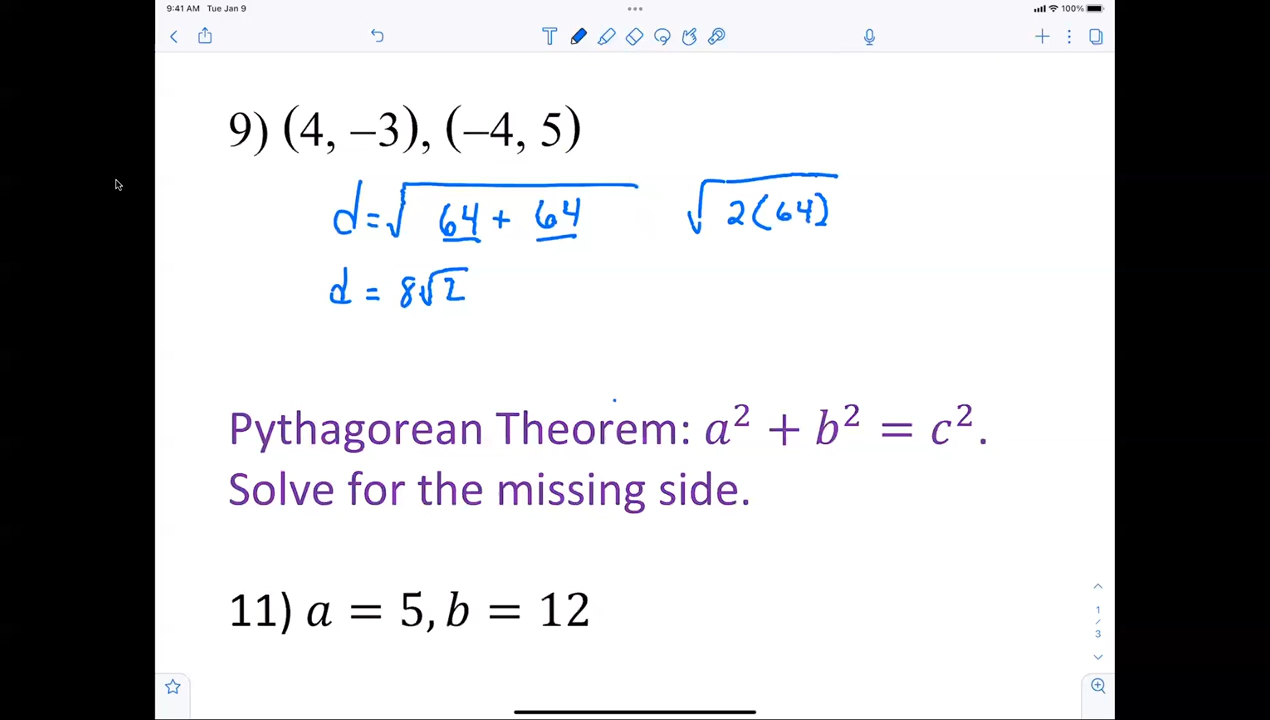 9:41 AM Tue Jan 9
100%
T
9) (4, −3), (−4, 5)
d = √64 + 64 √2(64)
d = 8√2
Pythagorean Theorem: a² + b² = c².
Solve for the missing side.
11) a = 5, b = 12
1
/
3